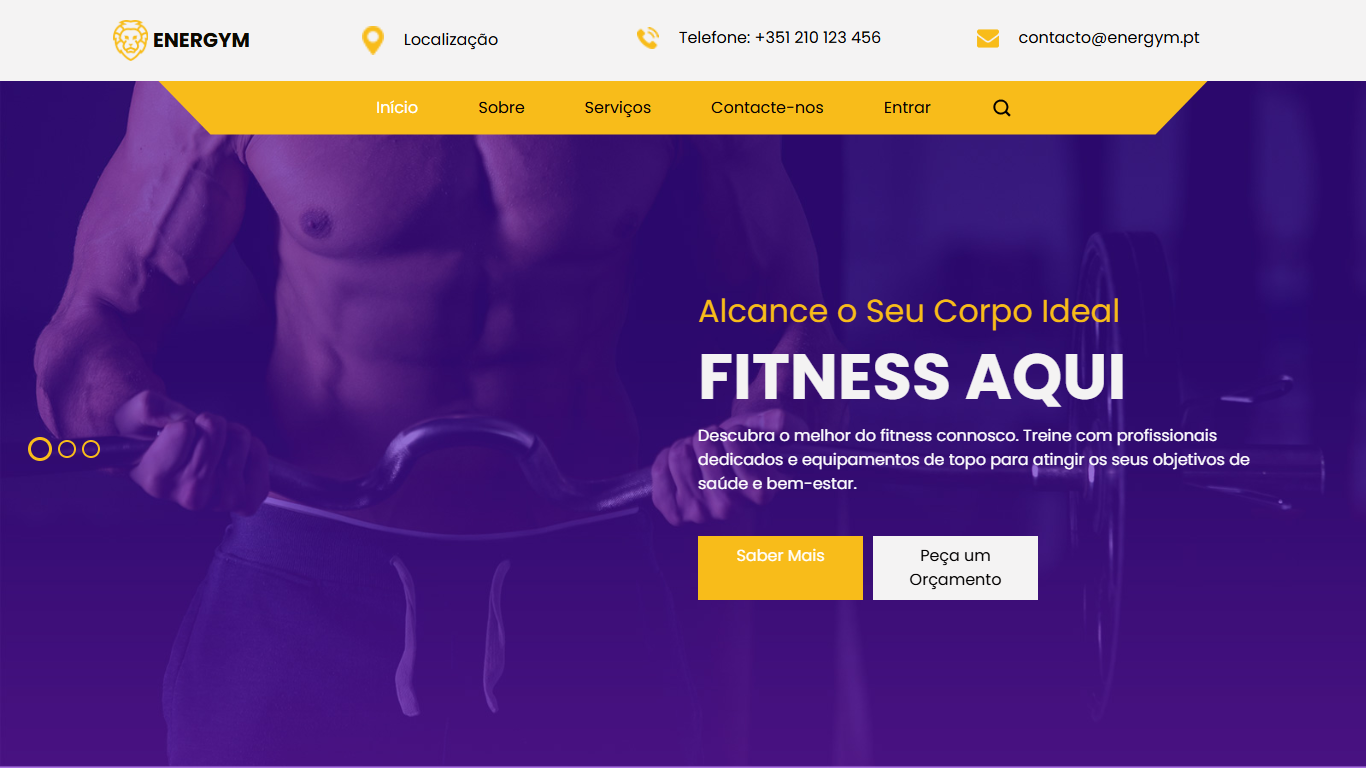 ENERGYM
Localização
Telefone: +351 210 123 456
contacto@energym.pt
Início
Sobre
Serviços
Contacte-nos
Entrar
Alcance o Seu Corpo Ideal
FITNESS AQUI
Descubra o melhor do fitness connosco. Treine com profissionais
dedicados e equipamentos de topo para atingir os seus objetivos de
saúde e bem-estar.
Saber Mais
Peça um
Orçamento